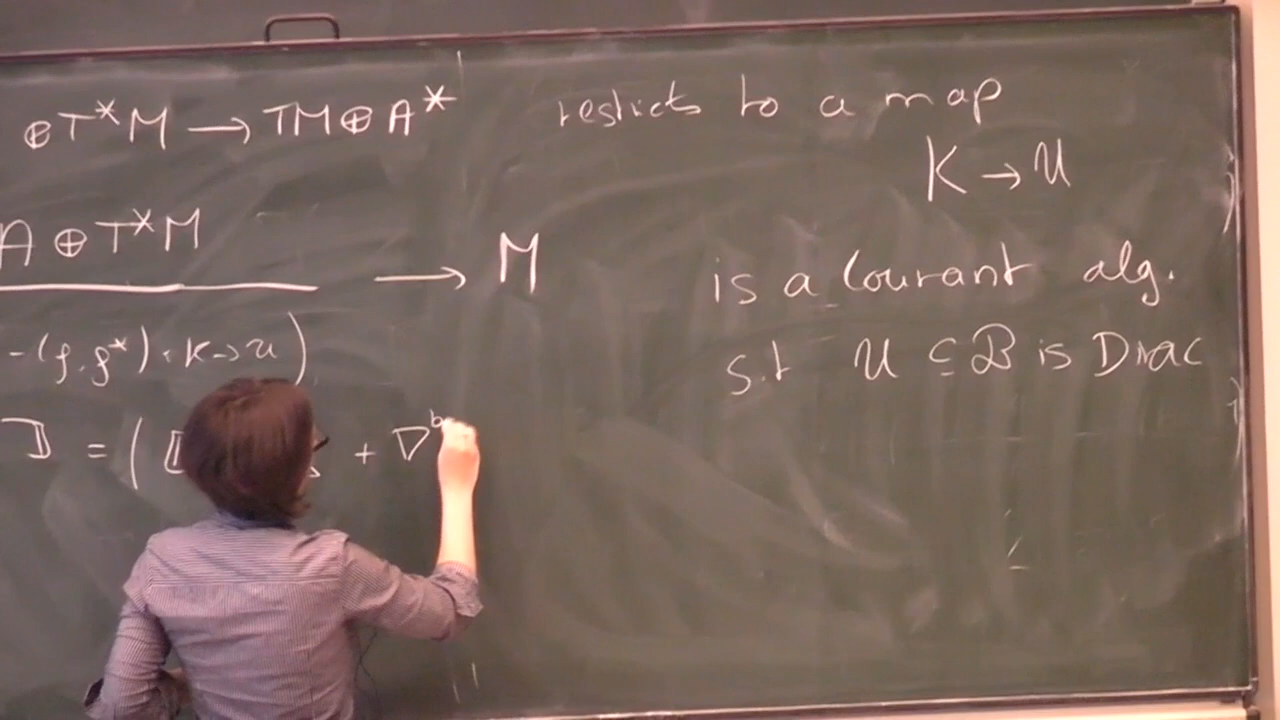 ⊕ T*M → TM ⊕ A*
A ⊕ T*M → M
-(ρ, ρ*) : K → U )
= ( + ∇ᵇ
restricts to a map
K → U
is a Courant alg.
s.t U ⊆ B is Dirac